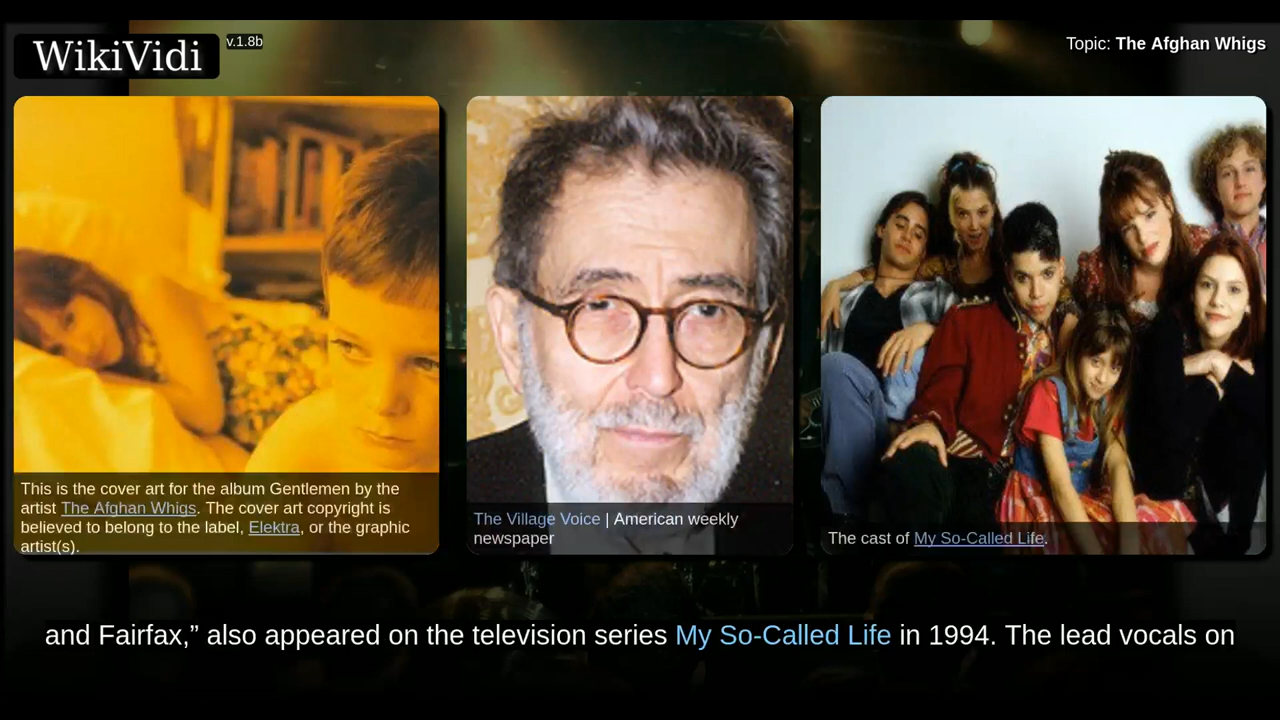 WikiVidi
v.1.8b
Topic: The Afghan Whigs
This is the cover art for the album Gentlemen by the
artist The Afghan Whigs. The cover art copyright is
believed to belong to the label, Elektra, or the graphic
artist(s).
The Village Voice | American weekly
newspaper
The cast of My So-Called Life.
and Fairfax,” also appeared on the television series My So-Called Life in 1994. The lead vocals on